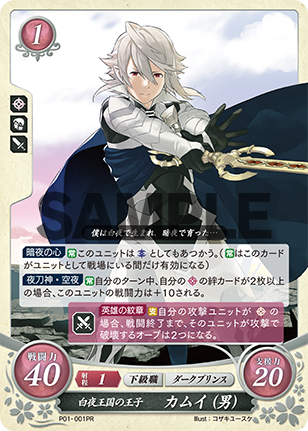 1
SAMPLE
僕は白夜で生まれ、暗夜で育った…
暗夜の心 常 このユニットは としてもあつかう。(常はこのカー
ドがユニットとして戦場にいる間だけ有効になる)
夜刀神・空夜 常 自分のターン中、自分の の絆カードが2枚以上
の場合、このユニットの戦闘力は+10される。
英雄の紋章 支 自分の攻撃ユニットが の
場合、戦闘終了まで、そのユニットが攻撃で
破壊するオーブは2つになる。
戦闘力
40
射程 1 下級職 ダークプリンス
支援力
20
白夜王国の王子 カムイ(男)
P01-001PR
Illust:コザキユースケ